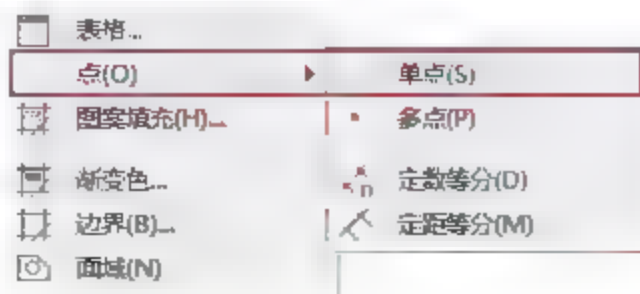 表格...
点(O)
单点(S)
图案填充(H)...
多点(P)
渐变色...
定数等分(D)
边界(B)...
定距等分(M)
面域(N)